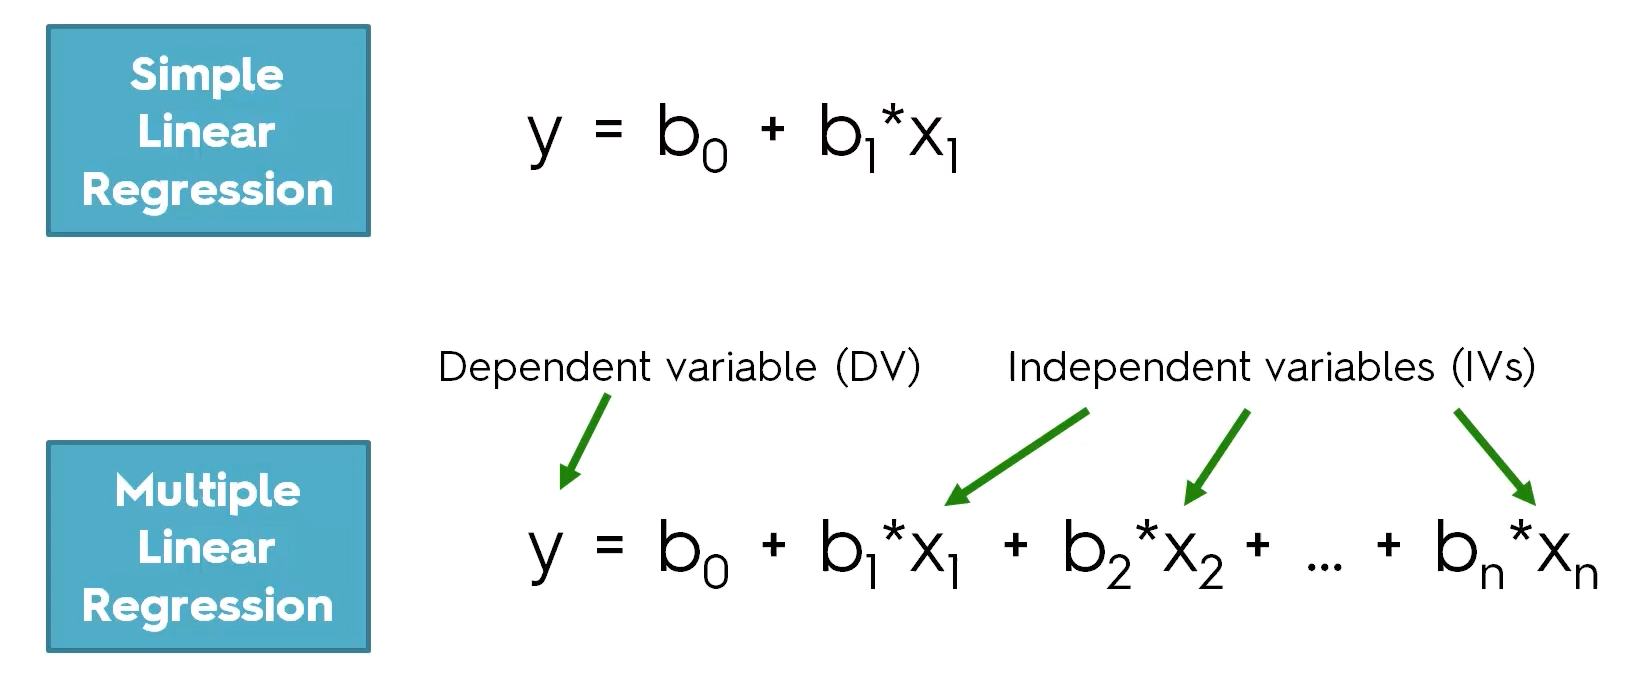 Simple
Linear
Regression
y = b₀ + b₁*x₁
Dependent variable (DV)
Independent variables (IVs)
Multiple
Linear
Regression
y = b₀ + b₁*x₁ + b₂*x₂ + ... + bₙ*xₙ